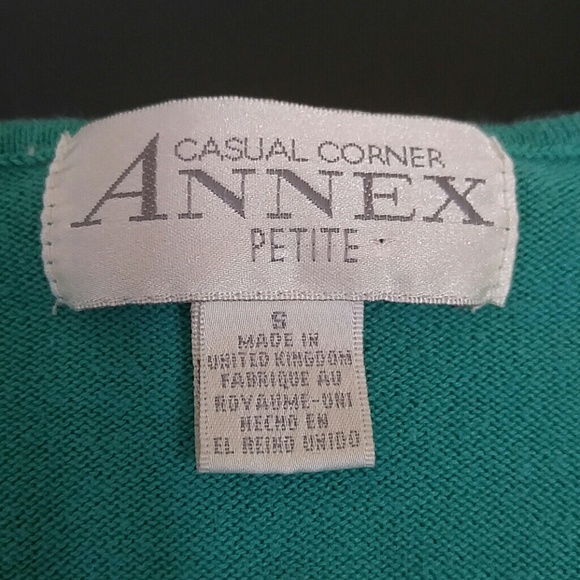 CASUAL CORNER
ANNEX
PETITE
S
MADE IN
UNITED KINGDOM
FABRIQUE AU
ROYAUME-UNI
HECHO EN
EL REINO UNIDO